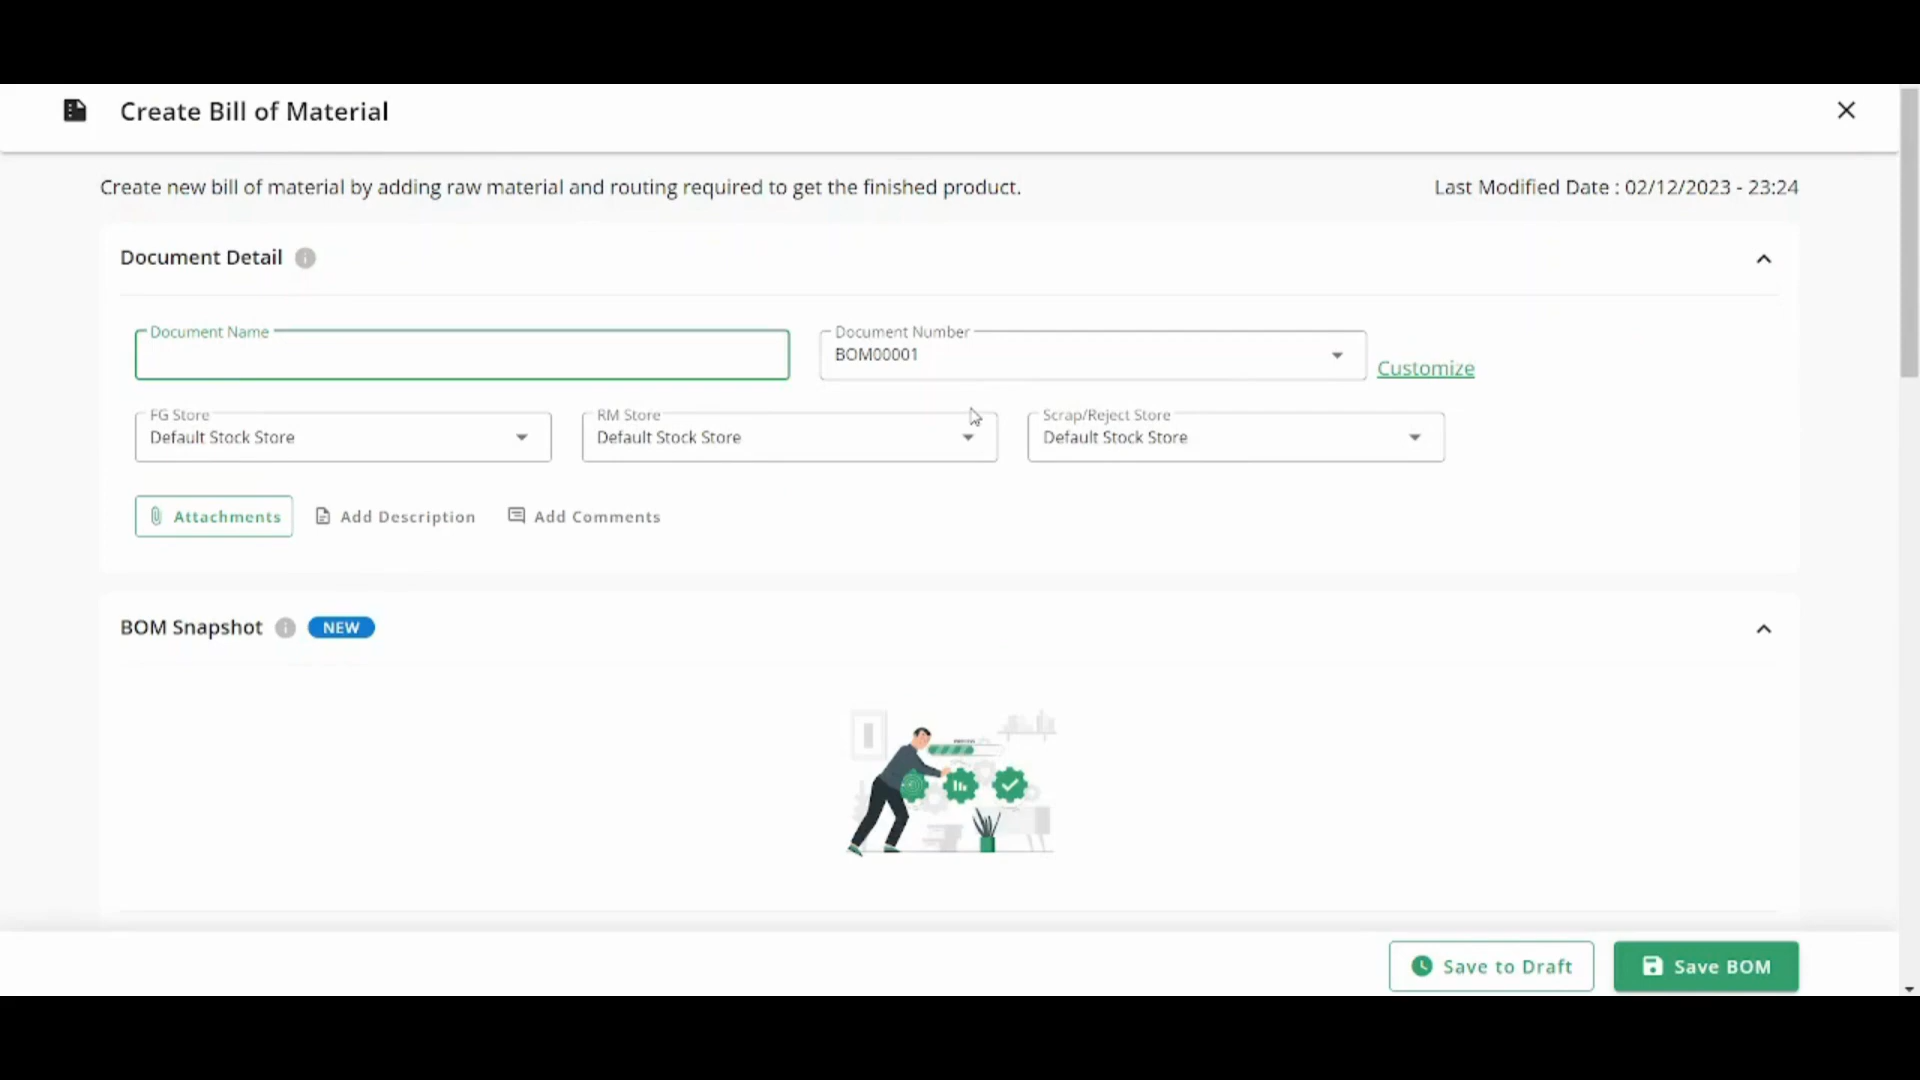 Create Bill of Material
Create new bill of material by adding raw material and routing required to get the finished product.
Last Modified Date : 02/12/2023 - 23:24
Document Detail
Document Name
Document Number
BOM00001
Customize
FG Store
Default Stock Store
RM Store
Default Stock Store
Scrap/Reject Store
Default Stock Store
Attachments
Add Description
Add Comments
BOM Snapshot
NEW
Save to Draft
Save BOM